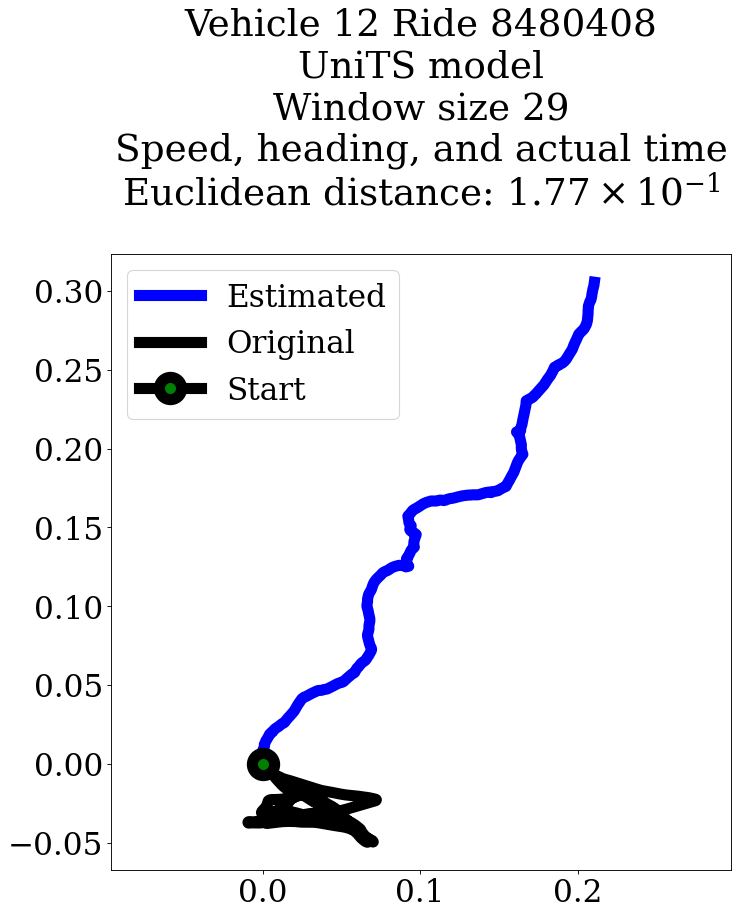 Vehicle 12 Ride 8480408
UniTS model
Window size 29
Speed, heading, and actual time
Euclidean distance: 1.77 × 10⁻¹
Estimated
Original
Start
0.30
0.25
0.20
0.15
0.10
0.05
0.00
−0.05
0.0 0.1 0.2